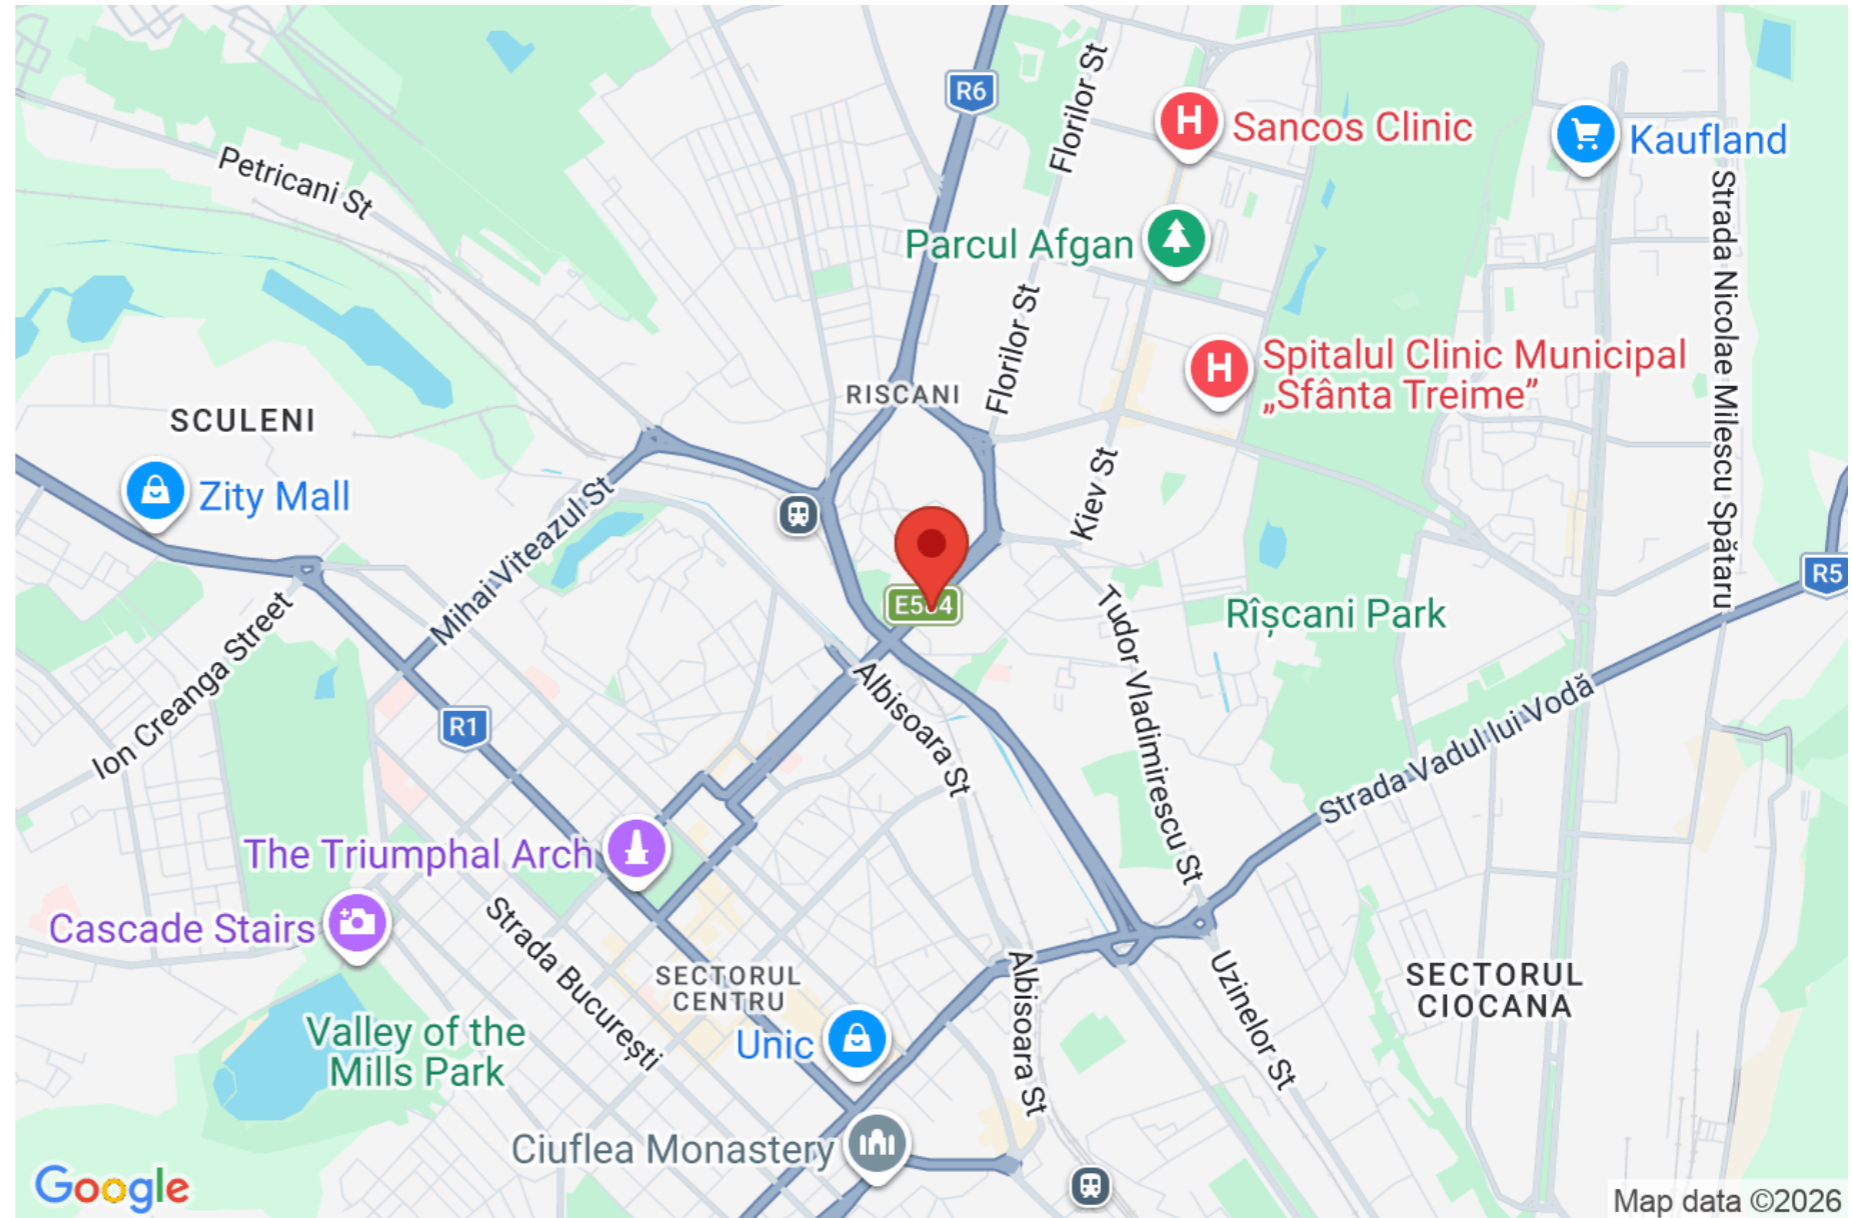 R6
Florilor St
Sancos Clinic
Kaufland
Petricani St
Strada Nicolae Milescu Spătaru
Parcul Afgan
Florilor St
Spitalul Clinic Municipal
„Sfânta Treime”
RISCANI
SCULENI
Zity Mall
Mihai Viteazul St
Kiev St
R5
E584
Rîșcani Park
Ion Creanga Street
Tudor Vladimirescu St
R1
Albisoara St
Strada Vadul lui Vodă
The Triumphal Arch
Cascade Stairs
Strada București
SECTORUL
CENTRU
Albisoara St
Uzinelor St
SECTORUL
CIOCANA
Valley of the
Mills Park
Unic
Ciuflea Monastery
Google
Map data ©2026